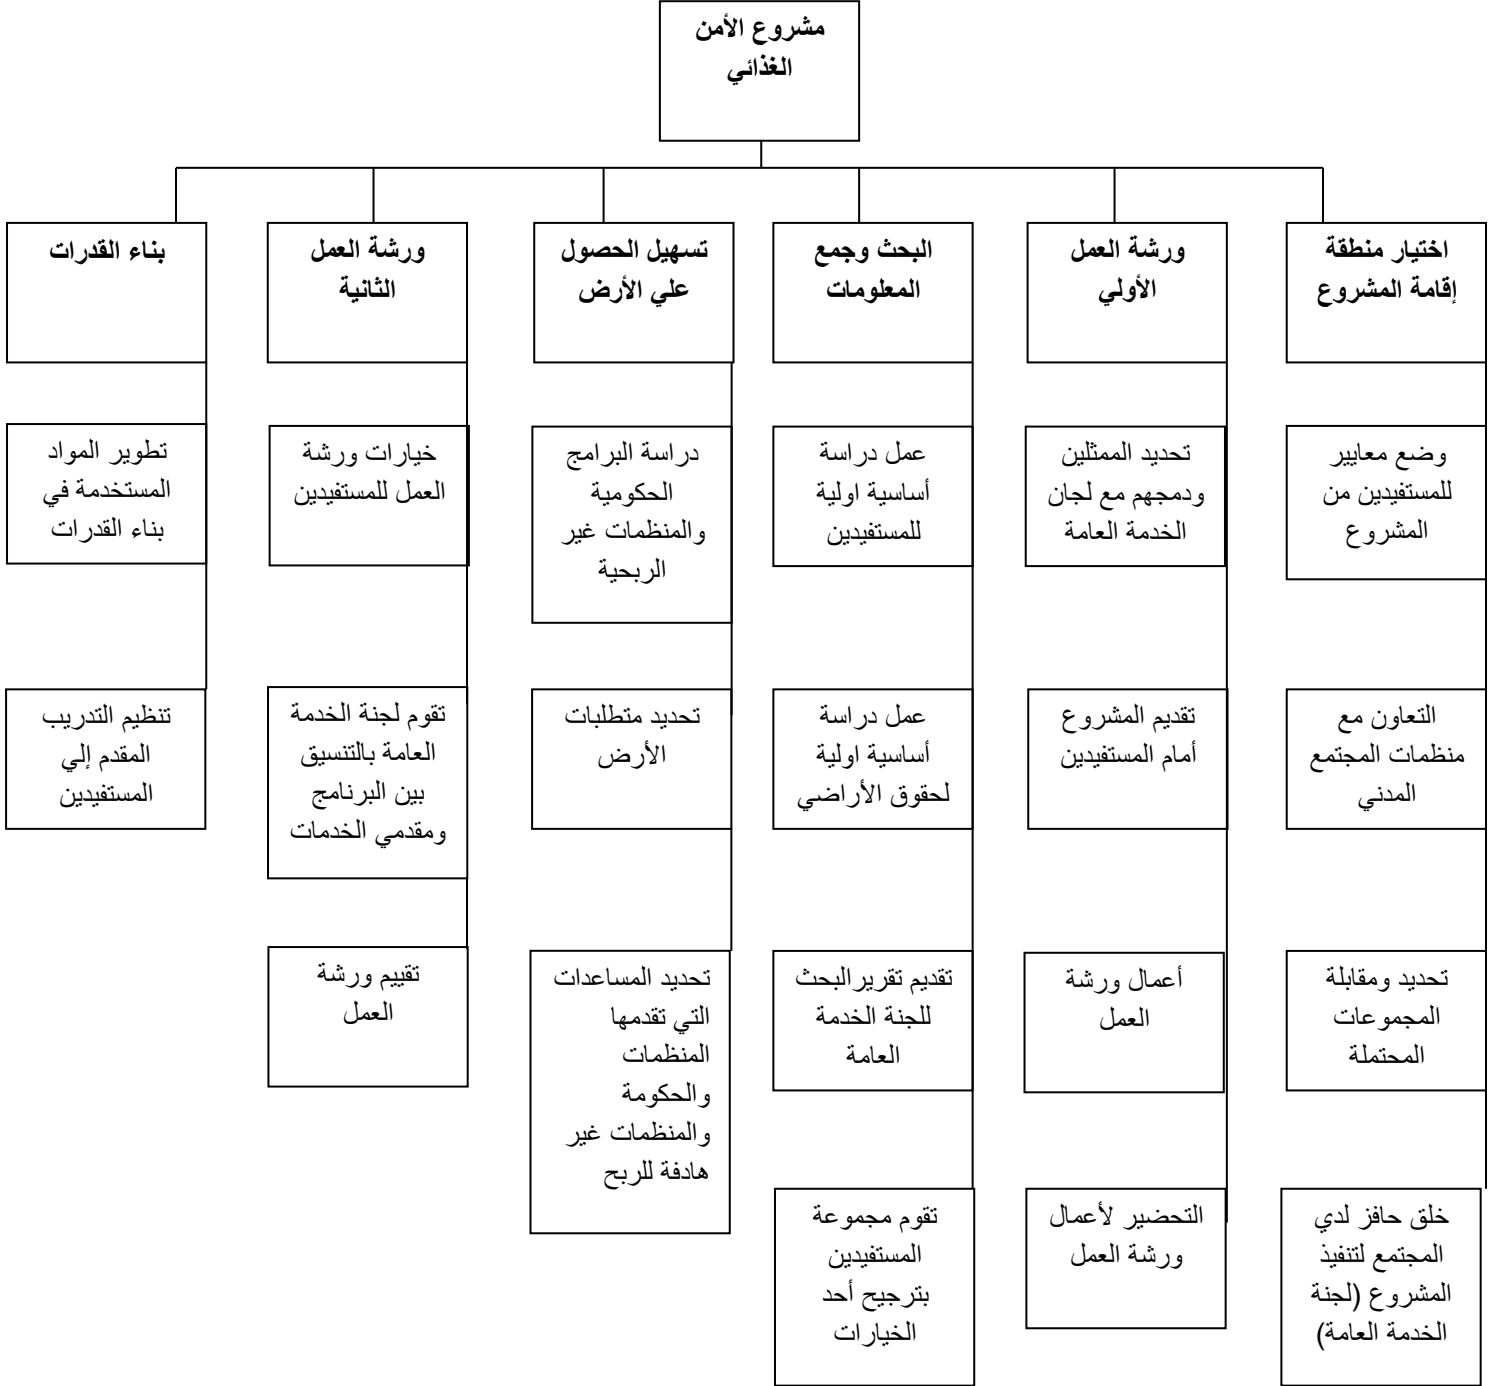 مشروع الأمن
الغذائي
اختيار منطقة
إقامة المشروع
ورشة العمل
الأولي
البحث وجمع
المعلومات
تسهيل الحصول
علي الأرض
ورشة العمل
الثانية
بناء القدرات
وضع معايير
للمستفيدين من
المشروع
تحديد الممثلين
ودمجهم مع لجان
الخدمة العامة
عمل دراسة
أساسية اولية
للمستفيدين
دراسة البرامج
الحكومية
والمنظمات غير
الربحية
خيارات ورشة
العمل للمستفيدين
تطوير المواد
المستخدمة في
بناء القدرات
التعاون مع
منظمات المجتمع
المدني
تقديم المشروع
أمام المستفيدين
عمل دراسة
أساسية اولية
لحقوق الأراضي
تحديد متطلبات
الأرض
تقوم لجنة الخدمة
العامة بالتنسيق
بين البرنامج
ومقدمي الخدمات
تنظيم التدريب
المقدم إلي
المستفيدين
تحديد ومقابلة
المجموعات
المحتملة
أعمال ورشة
العمل
تقديم تقريرالبحث
للجنة الخدمة
العامة
تحديد المساعدات
التي تقدمها
المنظمات
والحكومة
والمنظمات غير
هادفة للربح
تقييم ورشة
العمل
خلق حافز لدي
المجتمع لتنفيذ
المشروع (لجنة
الخدمة العامة)
التحضير لأعمال
ورشة العمل
تقوم مجموعة
المستفيدين
بترجيح أحد
الخيارات